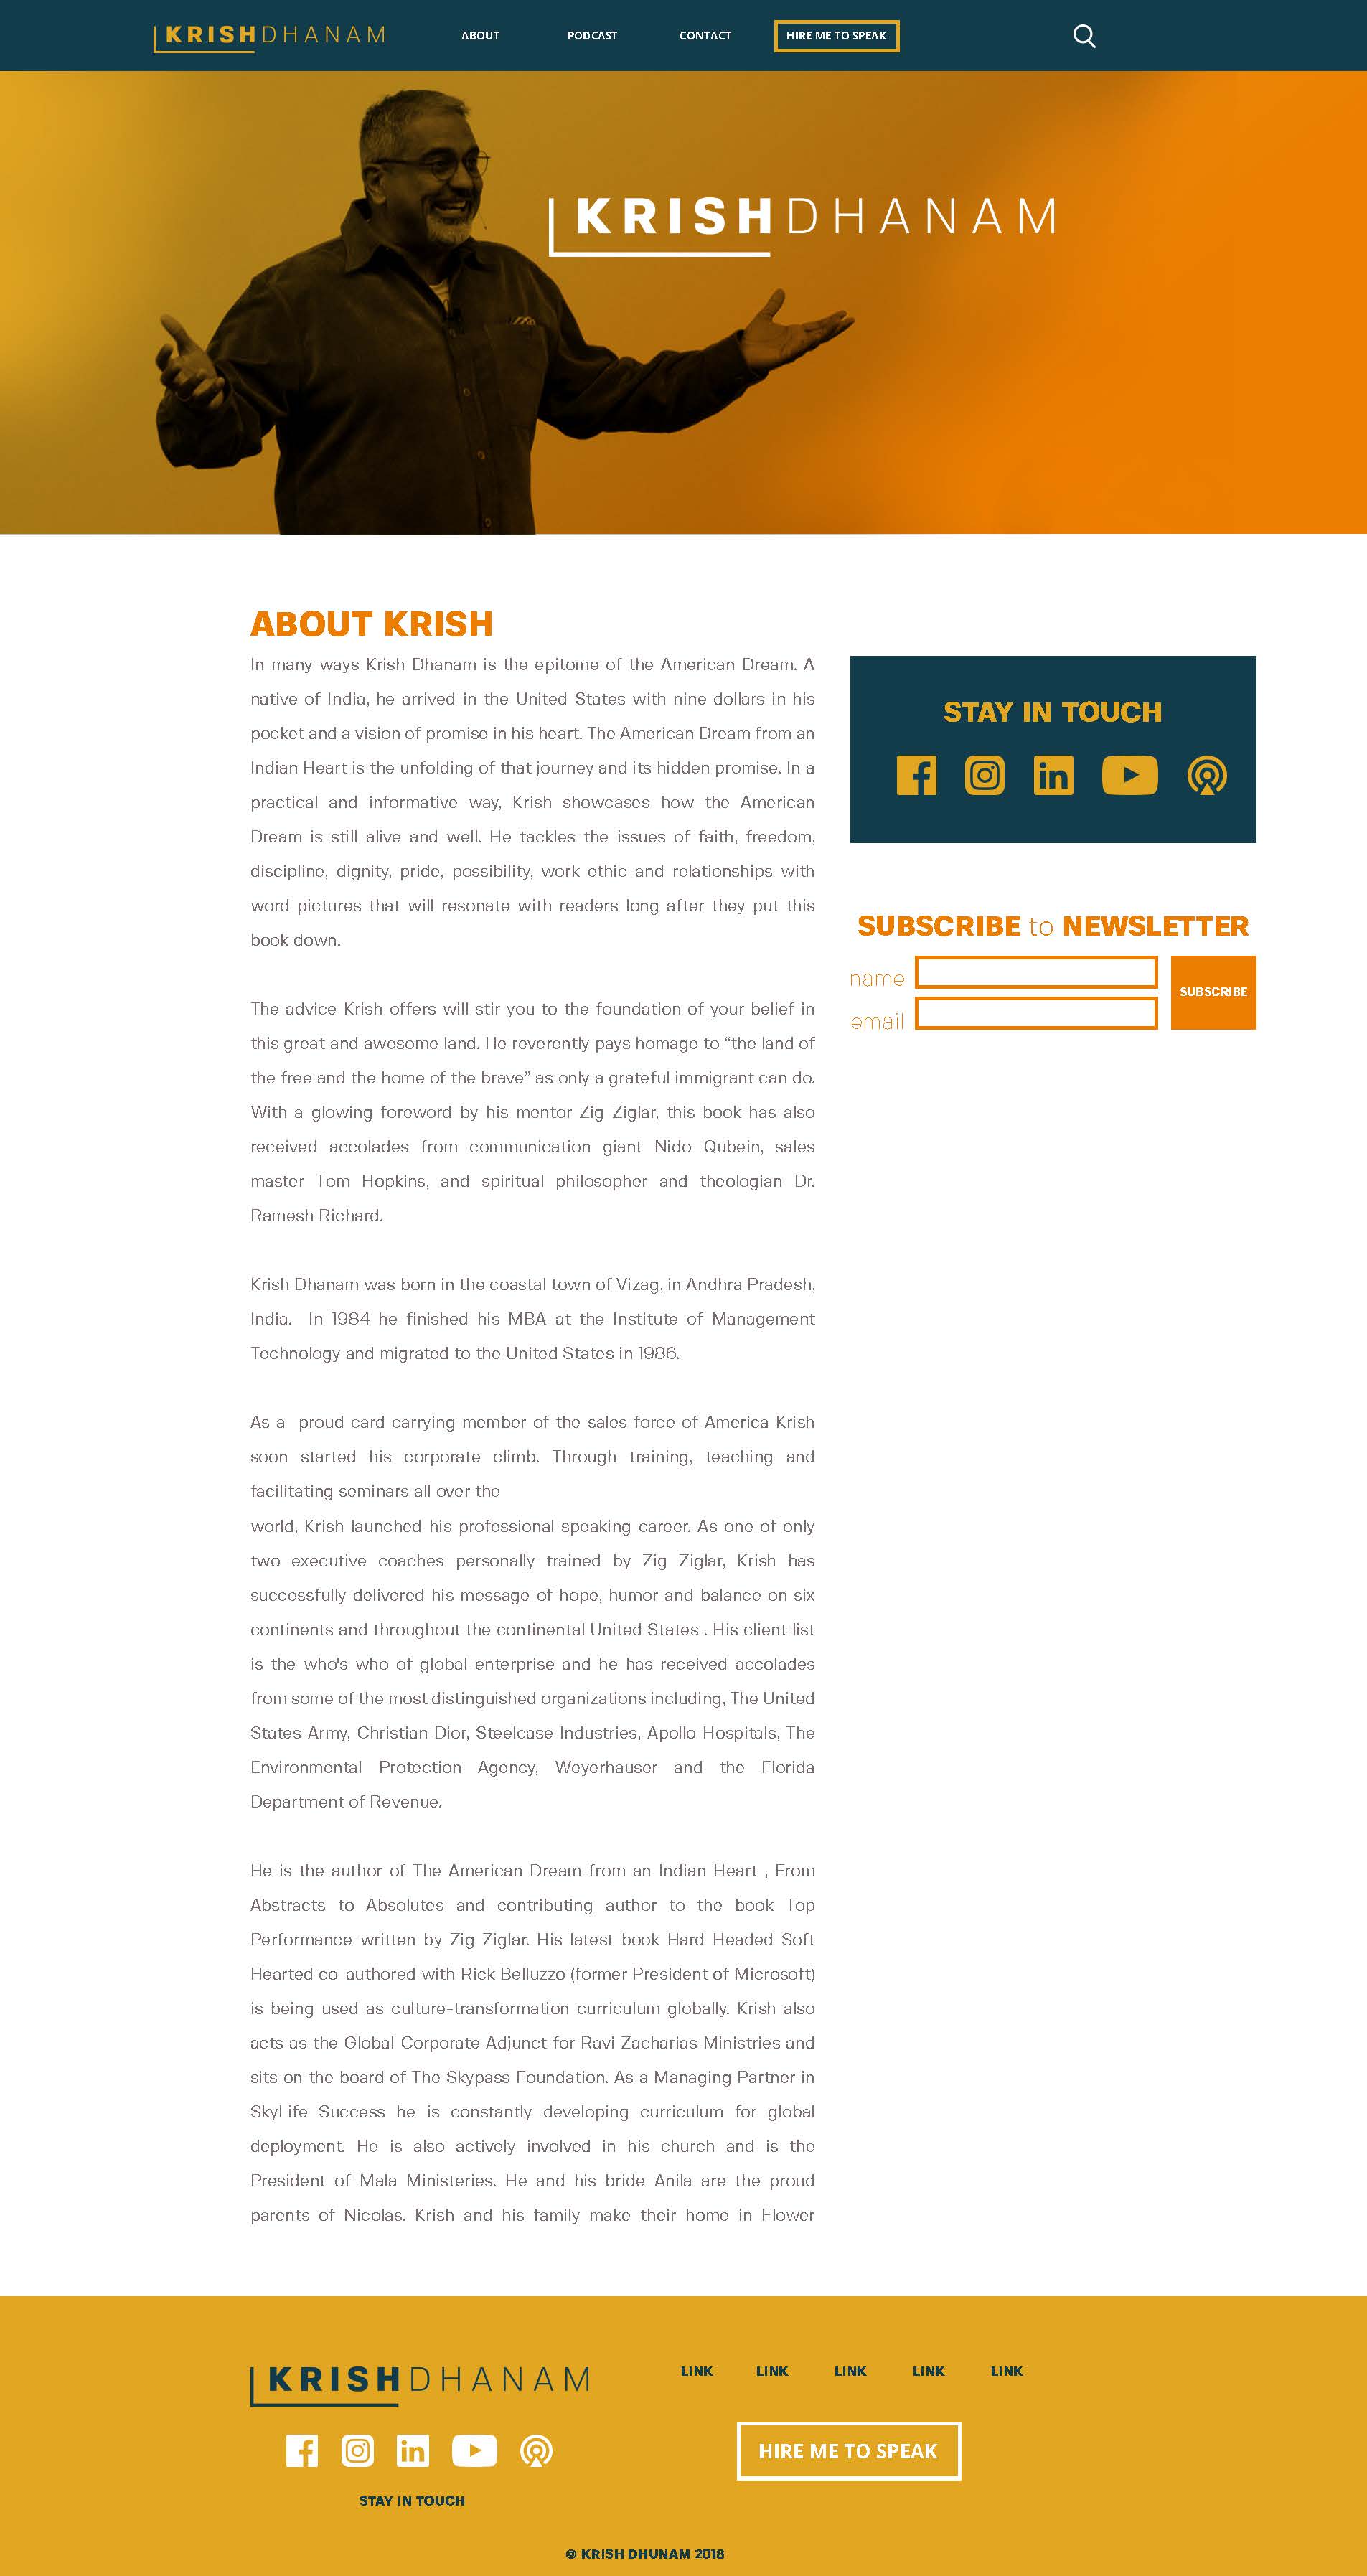 KRISHDHANAM
ABOUT
PODCAST
CONTACT
HIRE ME TO SPEAK
KRISHDHANAM
ABOUT KRISH
In many ways Krish Dhanam is the epitome of the American Dream. A
native of India, he arrived in the United States with nine dollars in his
pocket and a vision of promise in his heart. The American Dream from an
Indian Heart is the unfolding of that journey and its hidden promise. In a
practical and informative way, Krish showcases how the American
Dream is still alive and well. He tackles the issues of faith, freedom,
discipline, dignity, pride, possibility, work ethic and relationships with
word pictures that will resonate with readers long after they put this
book down.
The advice Krish offers will stir you to the foundation of your belief in
this great and awesome land. He reverently pays homage to “the land of
the free and the home of the brave” as only a grateful immigrant can do.
With a glowing foreword by his mentor Zig Ziglar, this book has also
received accolades from communication giant Nido Qubein, sales
master Tom Hopkins, and spiritual philosopher and theologian Dr.
Ramesh Richard.
Krish Dhanam was born in the coastal town of Vizag, in Andhra Pradesh,
India.  In 1984 he finished his MBA at the Institute of Management
Technology and migrated to the United States in 1986.
As a  proud card carrying member of the sales force of America Krish
soon started his corporate climb. Through training, teaching and
facilitating seminars all over the
world, Krish launched his professional speaking career. As one of only
two executive coaches personally trained by Zig Ziglar, Krish has
successfully delivered his message of hope, humor and balance on six
continents and throughout the continental United States . His client list
is the who's who of global enterprise and he has received accolades
from some of the most distinguished organizations including, The United
States Army, Christian Dior, Steelcase Industries, Apollo Hospitals, The
Environmental Protection Agency, Weyerhauser and the Florida
Department of Revenue.
He is the author of The American Dream from an Indian Heart , From
Abstracts to Absolutes and contributing author to the book Top
Performance written by Zig Ziglar. His latest book Hard Headed Soft
Hearted co-authored with Rick Belluzzo (former President of Microsoft)
is being used as culture-transformation curriculum globally. Krish also
acts as the Global Corporate Adjunct for Ravi Zacharias Ministries and
sits on the board of The Skypass Foundation. As a Managing Partner in
SkyLife Success he is constantly developing curriculum for global
deployment. He is also actively involved in his church and is the
President of Mala Ministeries. He and his bride Anila are the proud
parents of Nicolas. Krish and his family make their home in Flower
STAY IN TOUCH
SUBSCRIBE to NEWSLETTER
name
email
SUBSCRIBE
KRISHDHANAM
LINK
LINK
LINK
LINK
LINK
HIRE ME TO SPEAK
STAY IN TOUCH
© KRISH DHUNAM 2018